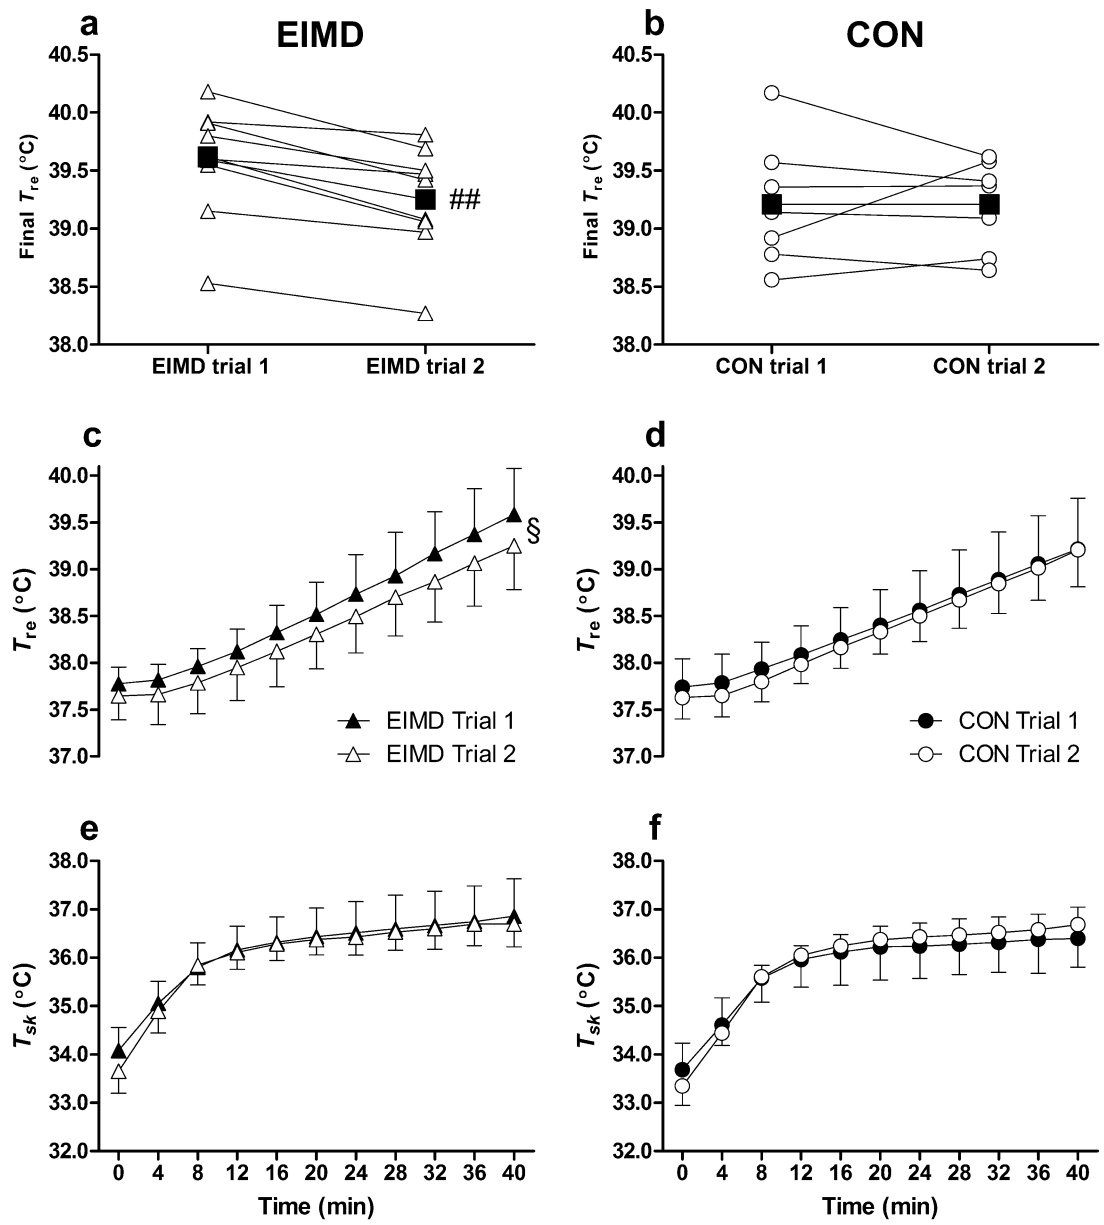 a
EIMD
b
CON
40.5
40.0
39.5
39.0
38.5
38.0
Final Tre (°C)
##
EIMD trial 1
EIMD trial 2
40.5
40.0
39.5
39.0
38.5
38.0
Final Tre (°C)
CON trial 1
CON trial 2
c
40.0
39.5
39.0
38.5
38.0
37.5
37.0
Tre (°C)
§
EIMD Trial 1
EIMD Trial 2
d
40.0
39.5
39.0
38.5
38.0
37.5
37.0
Tre (°C)
CON Trial 1
CON Trial 2
e
38.0
37.0
36.0
35.0
34.0
33.0
32.0
Tsk (°C)
0 4 8 12 16 20 24 28 32 36 40
Time (min)
f
38.0
37.0
36.0
35.0
34.0
33.0
32.0
Tsk (°C)
0 4 8 12 16 20 24 28 32 36 40
Time (min)